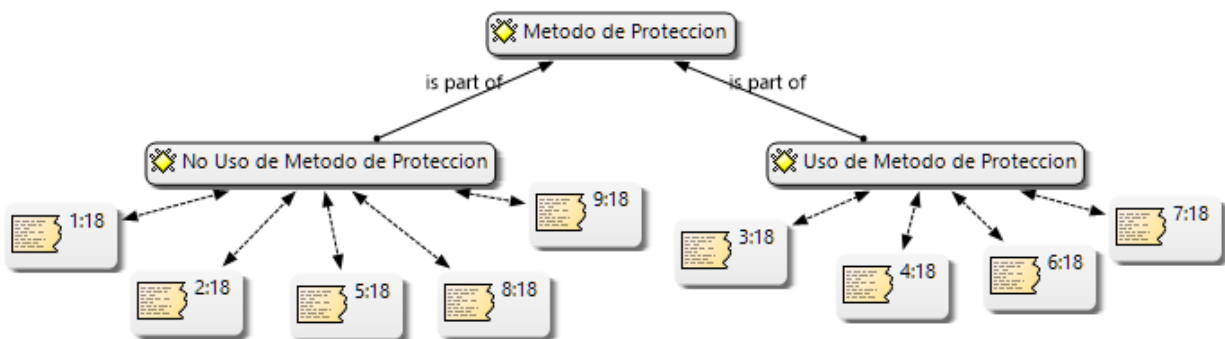 Metodo de Proteccion
is part of
is part of
No Uso de Metodo de Proteccion
Uso de Metodo de Proteccion
1:18
2:18
5:18
8:18
9:18
3:18
4:18
6:18
7:18